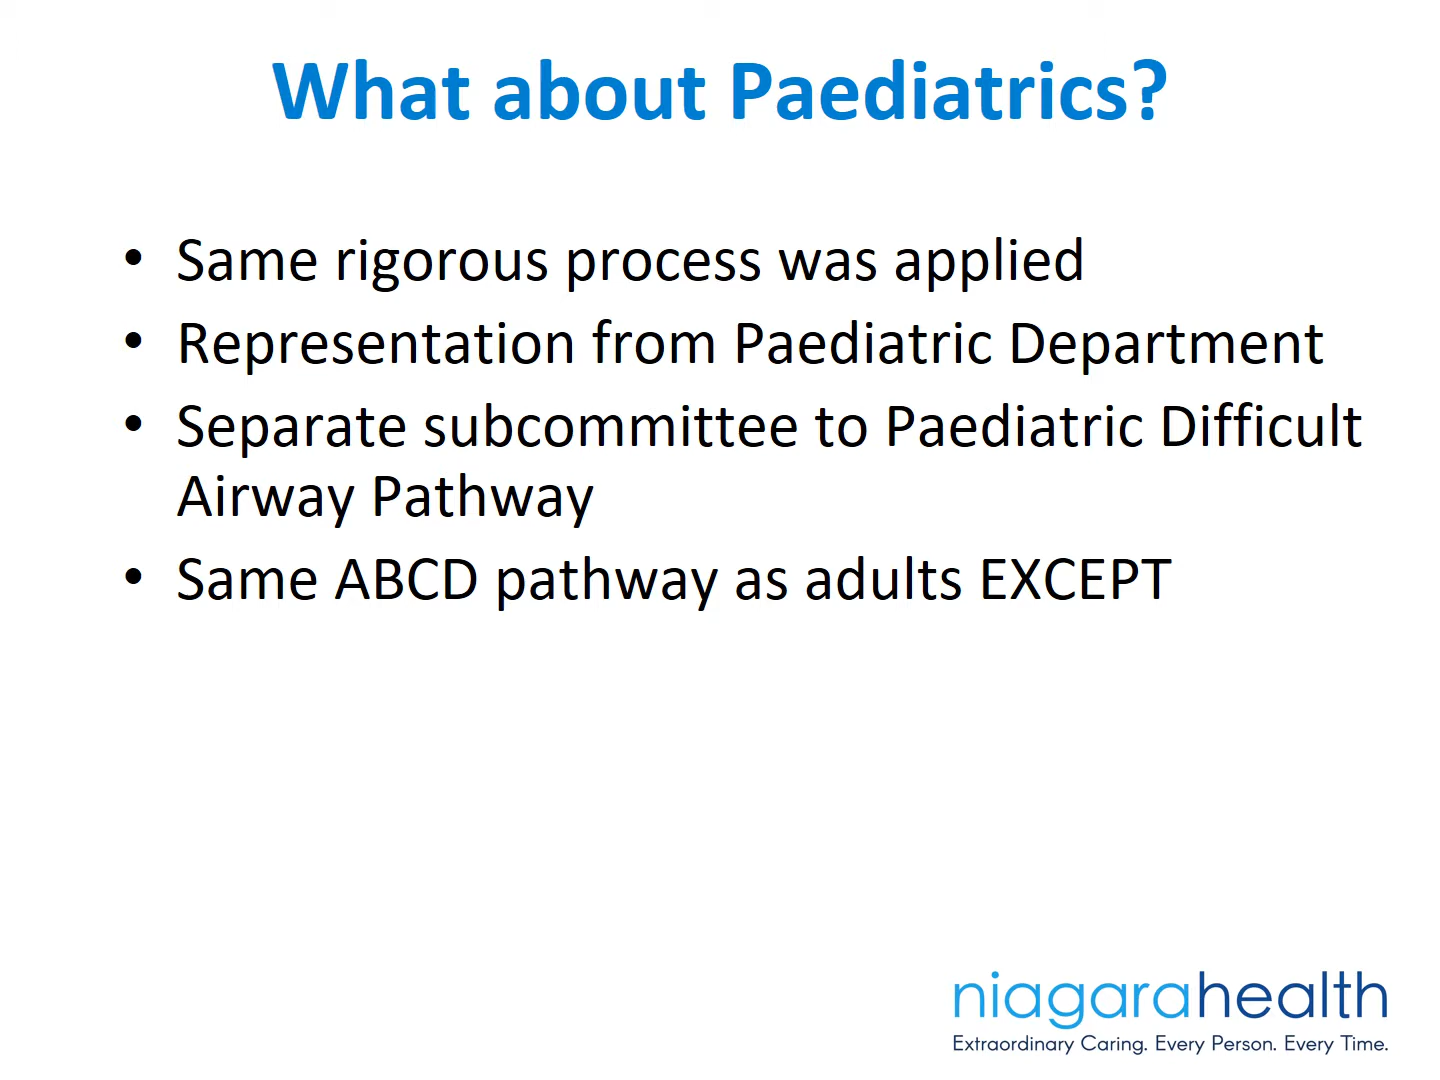 What about Paediatrics?
• Same rigorous process was applied
• Representation from Paediatric Department
• Separate subcommittee to Paediatric Difficult
Airway Pathway
• Same ABCD pathway as adults EXCEPT
niagarahealth
Extraordinary Caring. Every Person. Every Time.